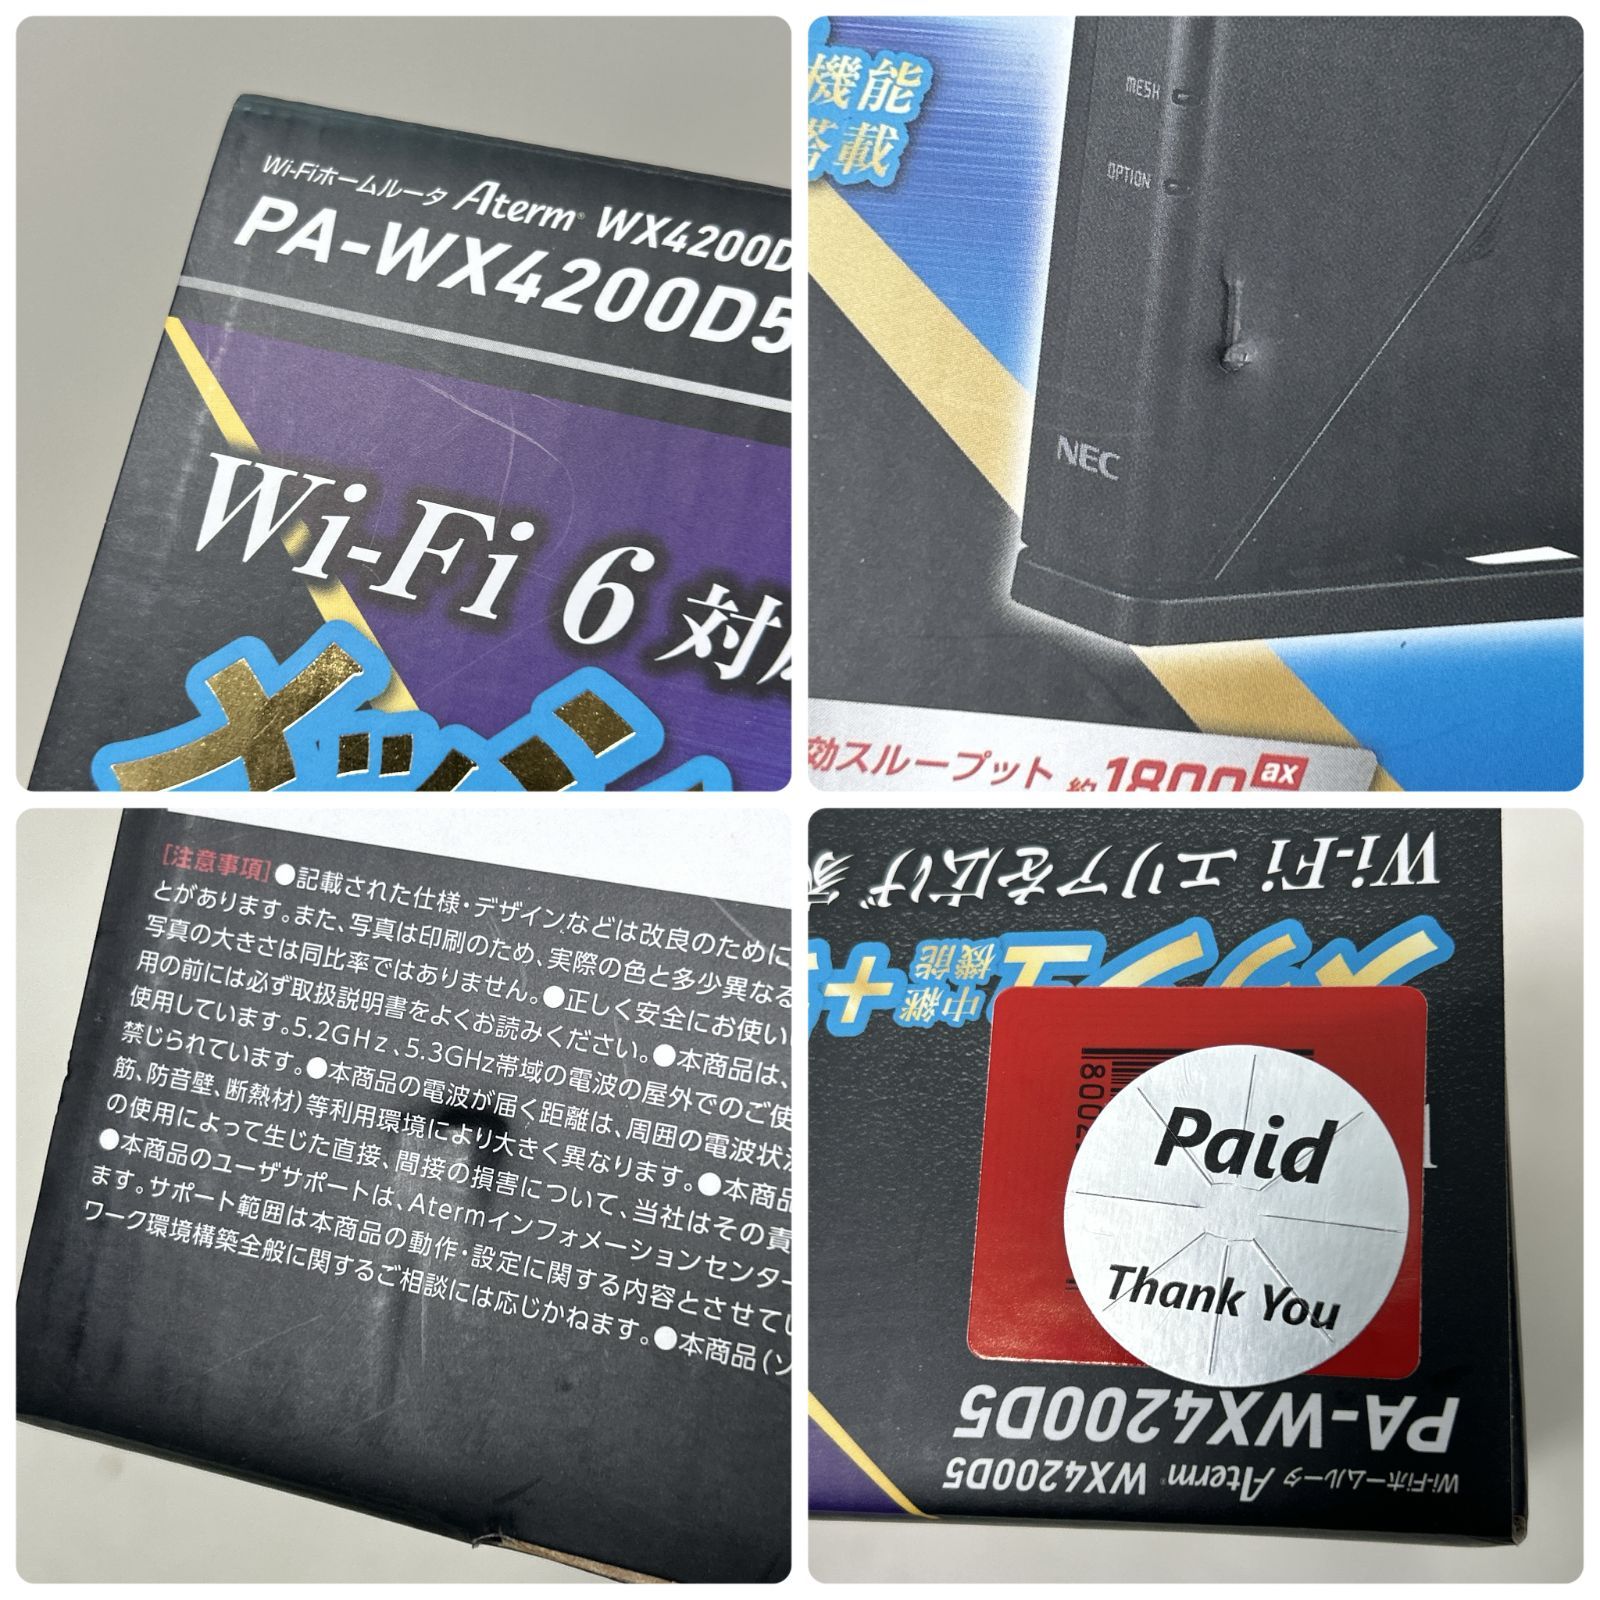 Wi-Fiホームルータ Aterm® WX4200D
PA-WX4200D5
Wi-Fi 6 対応
メッシ
機能
搭載
MESH
OPTION
NEC
効スループット 約1800 ax
[注意事項]●記載された仕様・デザインなどは改良のために
とがあります。また、写真は印刷のため、実際の色と多少異なる
写真の大きさは同比率ではありません。●正しく安全にお使い
用の前には必ず取扱説明書をよくお読みください。●本商品は、
使用しています。5.2GHz、5.3GHz帯域の電波の屋外でのご使
禁じられています。●本商品の電波が届く距離は、周囲の電波状
筋、防音壁、断熱材)等利用環境により大きく異なります。●本商品
の使用によって生じた直接、間接の損害について、当社はその責
●本商品のユーザサポートは、Atermインフォメーションセンター
ます。サポート範囲は本商品の動作・設定に関する内容とさせてい
ワーク環境構築全般に関するご相談には応じかねます。●本商品(ソ
Wi-Fiホームルータ Aterm® WX4200D5
PA-WX4200D5
メッシュ 中継機能 +
Wi-Fi エリアを広げ
Paid
Thank You